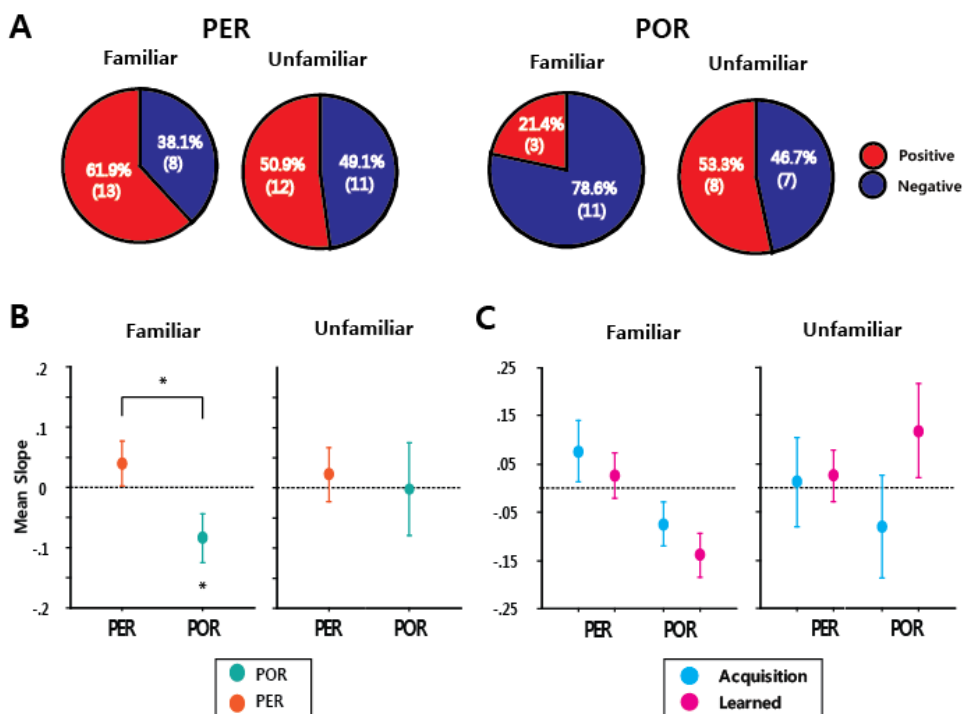 A
PER
POR
Familiar
Unfamiliar
Familiar
Unfamiliar
38.1%
(8)
61.9%
(13)
50.9%
(12)
49.1%
(11)
21.4%
(3)
78.6%
(11)
53.3%
(8)
46.7%
(7)
Positive
Negative
B
Familiar
Unfamiliar
Mean Slope
.2
.1
0
-.1
-.2
*
*
PER
POR
PER
POR
POR
PER
C
Familiar
Unfamiliar
.25
.15
.05
-.05
-.15
-.25
PER
POR
PER
POR
Acquisition
Learned